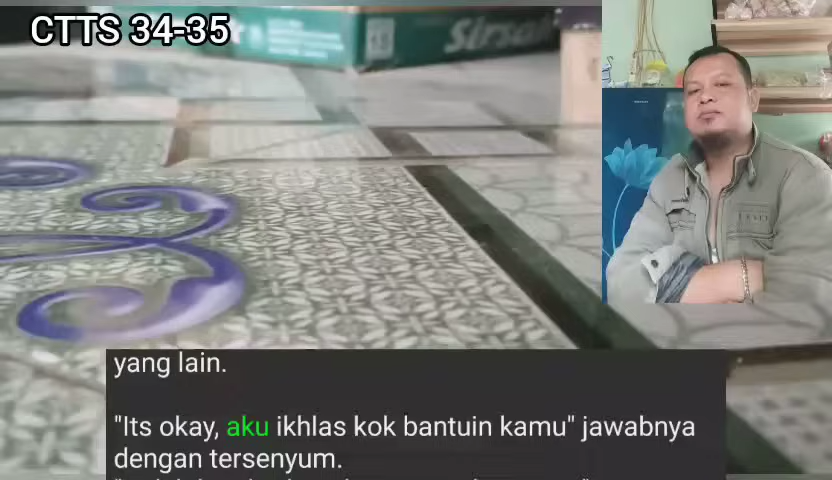 CTTS 34-35
yang lain.
"Its okay, aku ikhlas kok bantuin kamu" jawabnya
dengan tersenyum.